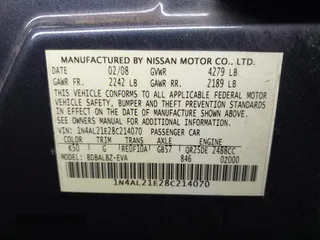 MANUFACTURED BY NISSAN MOTOR CO., LTD.
DATE 02/08 GVWR 4279 LB
GAWR FR. 2242 LB GAWR RR. 2189 LB
THIS VEHICLE CONFORMS TO ALL APPLICABLE FEDERAL MOTOR
VEHICLE SAFETY, BUMPER, AND THEFT PREVENTION
STANDARDS IN EFFECT ON THE DATE OF MANUFACTURE
SHOWN ABOVE.
VIN: 1N4AL21E28C214070 PASSENGER CAR
COLOR TRIM TRANS AXLE ENGINE
K50 G RE0F10A GB57 QR25DE 2488CC
MODEL: BDBALBZ-EVA 846 02000
1N4AL21E28C214070